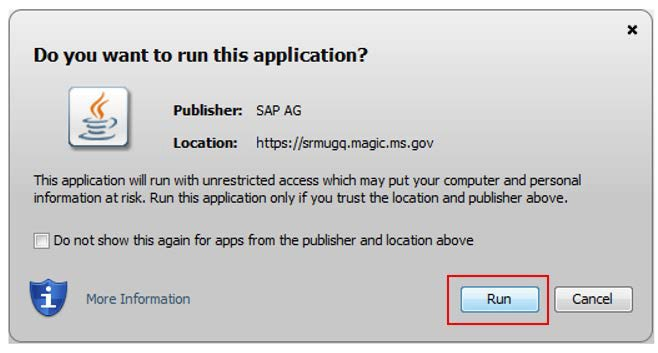 Do you want to run this application?
Publisher: SAP AG
Location: https://srmugq.magic.ms.gov
This application will run with unrestricted access which may put your computer and personal
information at risk. Run this application only if you trust the location and publisher above.
Do not show this again for apps from the publisher and location above
More Information
Run
Cancel